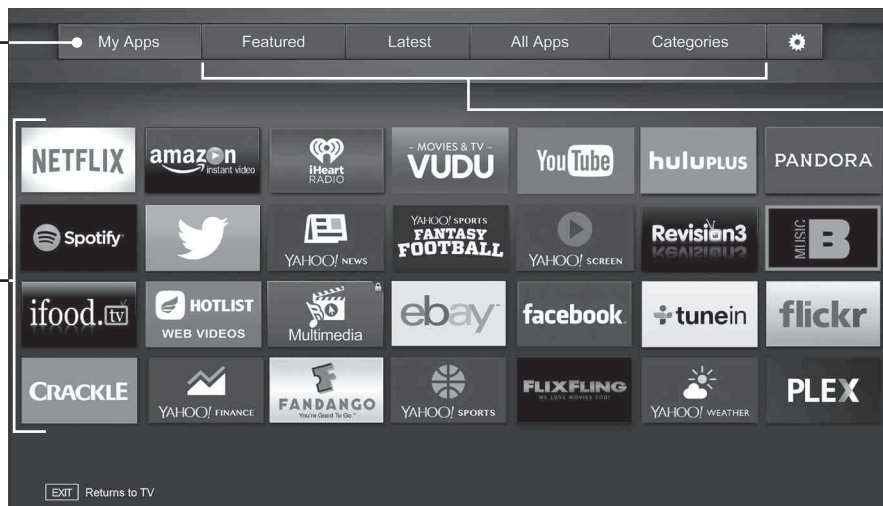 My Apps Featured Latest All Apps Categories
NETFLIX
amazon
instant video
iHeart
RADIO
- MOVIES & TV -
VUDU
YouTube
huluPLUS
PANDORA
Spotify
YAHOO! NEWS
YAHOO! SPORTS
FANTASY
FOOTBALL
YAHOO! SCREEN
Revision3
MUSIC
B
ifood.tv
HOTLIST
WEB VIDEOS
Multimedia
ebay
facebook
tunein
flickr
CRACKLE
YAHOO! FINANCE
FANDANGO
You're Good To Go.
YAHOO! SPORTS
FLIXFLING
WE LOVE MOVIES TOO!
YAHOO! WEATHER
PLEX
EXIT Returns to TV